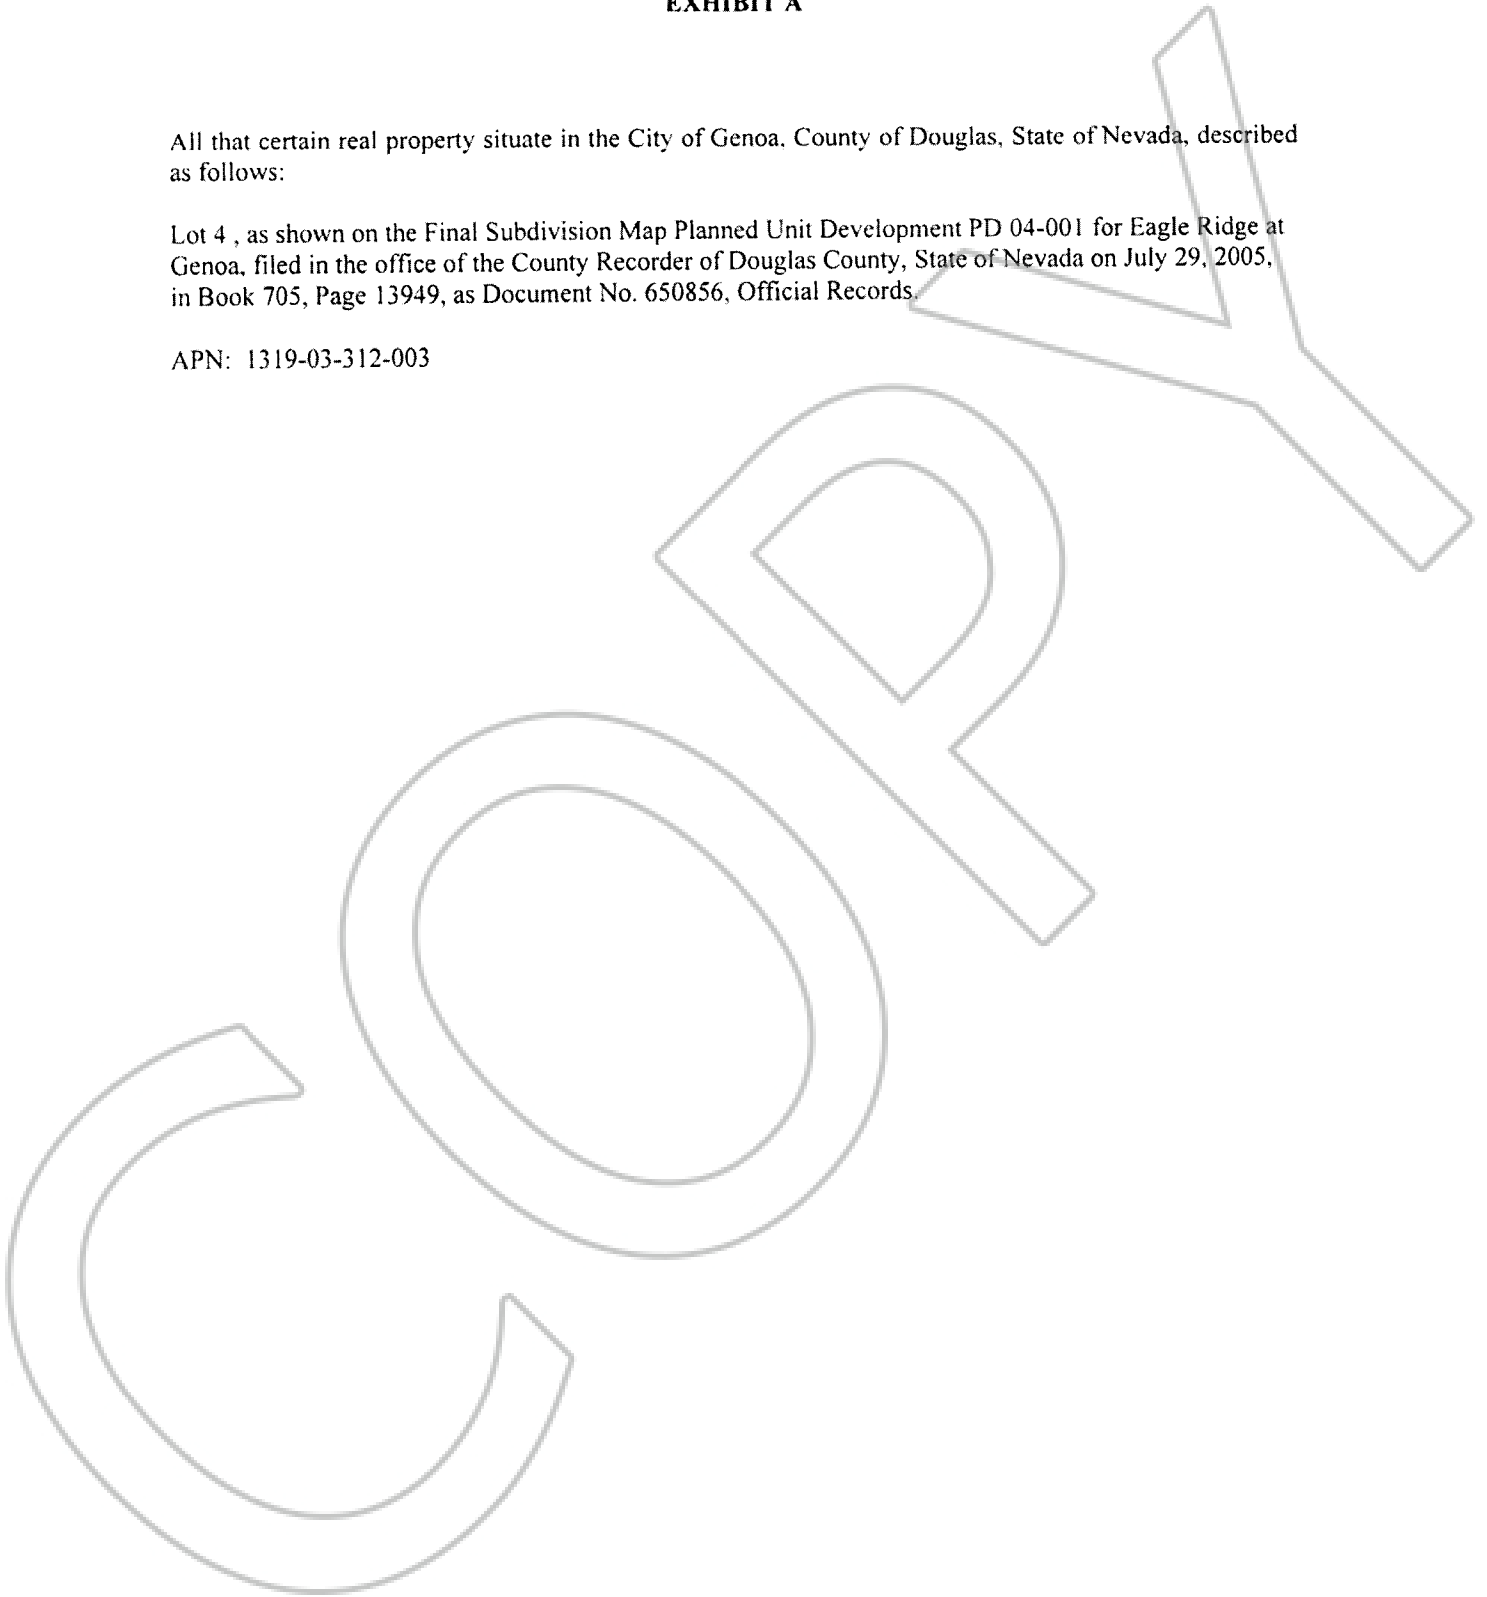 EXHIBIT A
All that certain real property situate in the City of Genoa, County of Douglas, State of Nevada, described
as follows:
Lot 4 , as shown on the Final Subdivision Map Planned Unit Development PD 04-001 for Eagle Ridge at
Genoa, filed in the office of the County Recorder of Douglas County, State of Nevada on July 29, 2005,
in Book 705, Page 13949, as Document No. 650856, Official Records.
APN: 1319-03-312-003
COPY